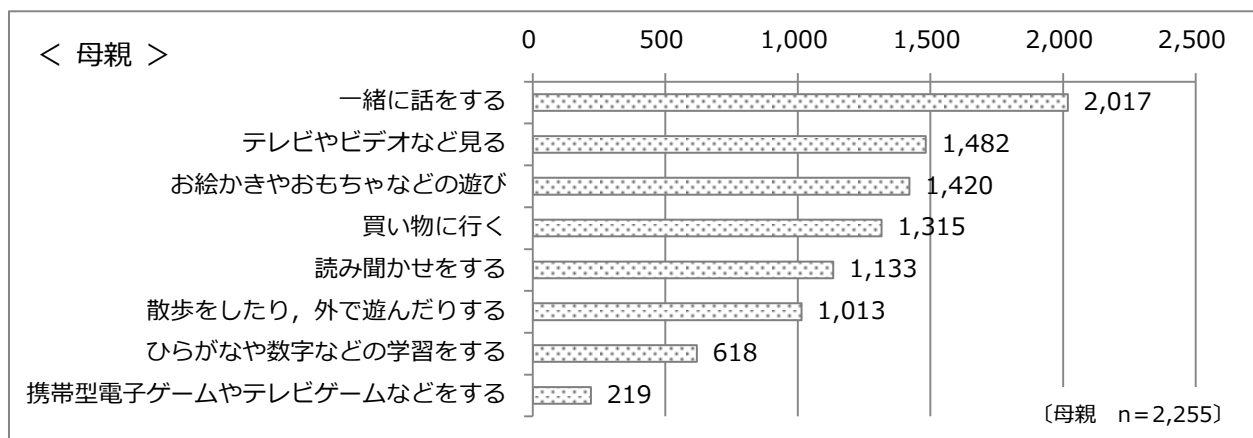 ＜ 母親 ＞
0 500 1,000 1,500 2,000 2,500
一緒に話をする 2,017
テレビやビデオなど見る 1,482
お絵かきやおもちゃなどの遊び 1,420
買い物に行く 1,315
読み聞かせをする 1,133
散歩をしたり，外で遊んだりする 1,013
ひらがなや数字などの学習をする 618
携帯型電子ゲームやテレビゲームなどをする 219
〔母親　n＝2,255〕